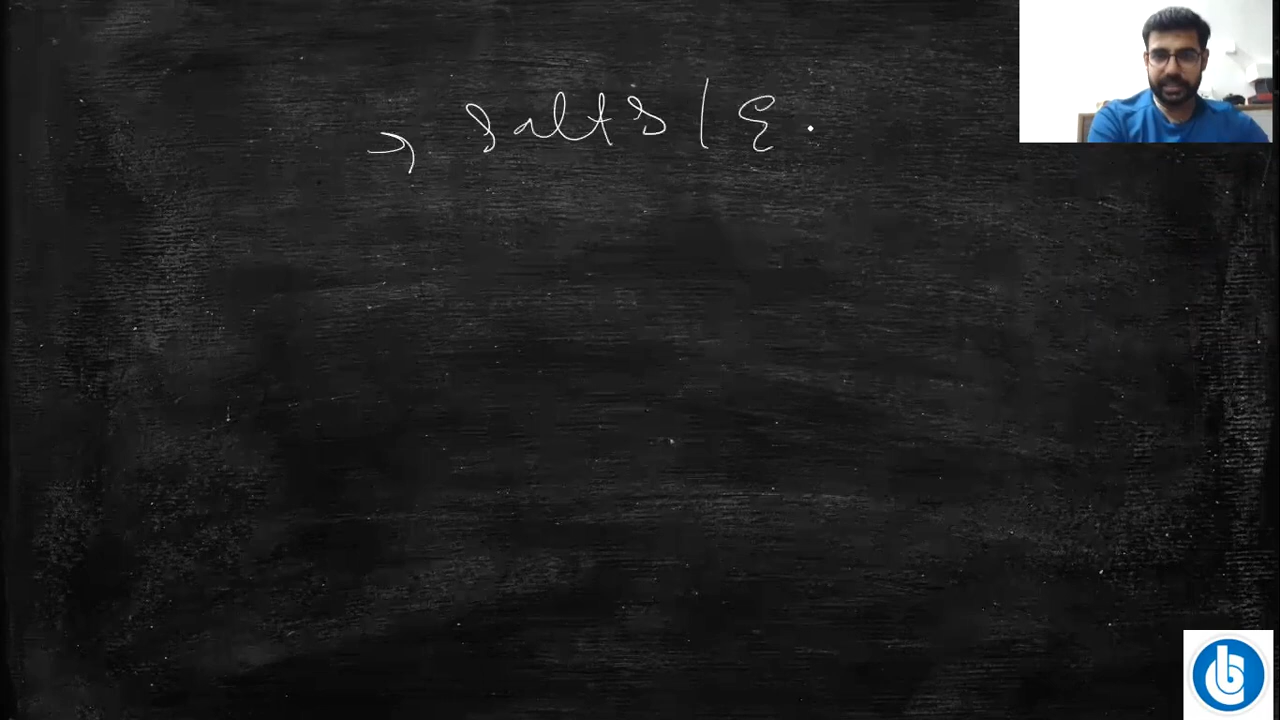 → salts | E.